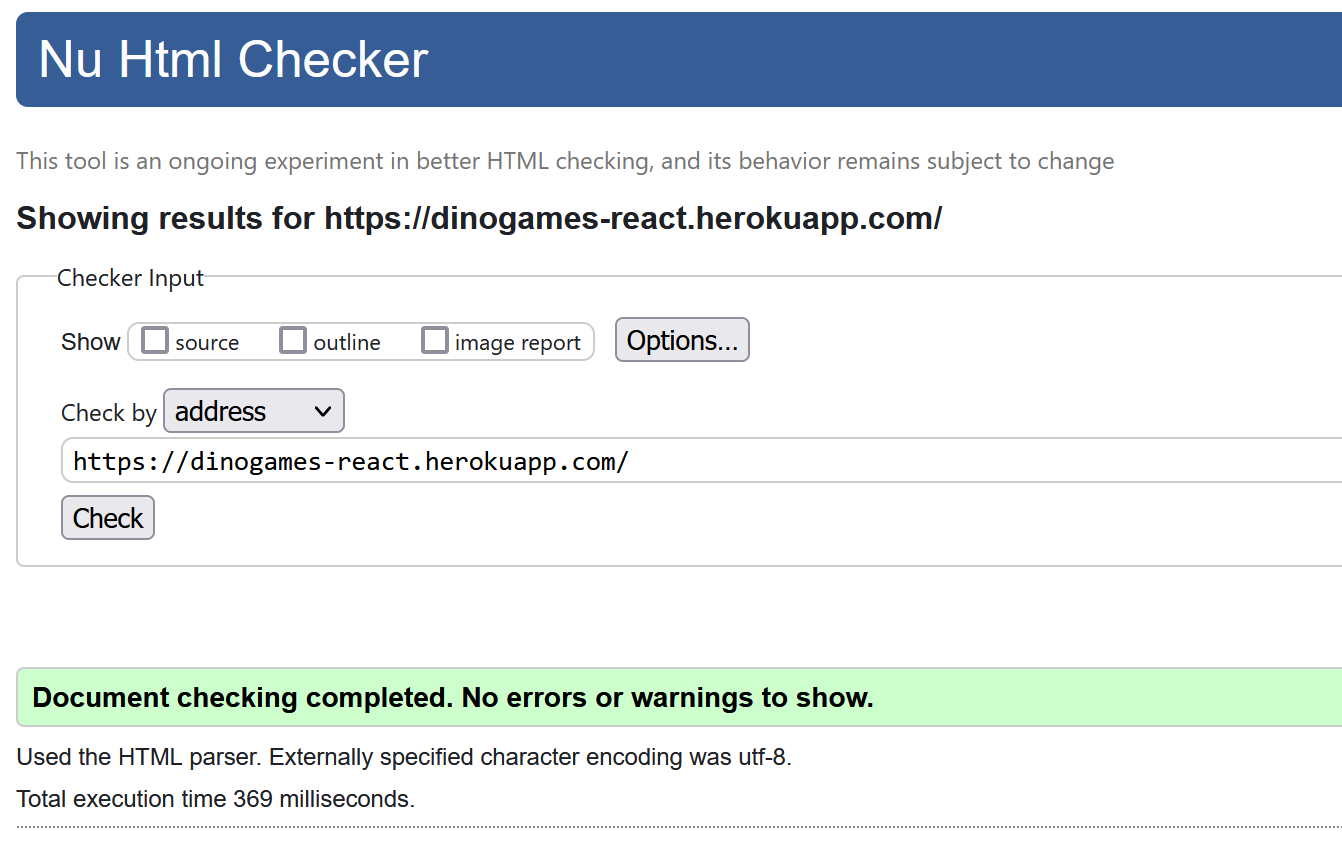 Nu Html Checker
This tool is an ongoing experiment in better HTML checking, and its behavior remains subject to change
Showing results for https://dinogames-react.herokuapp.com/
Checker Input
Show source outline image report Options...
Check by address
https://dinogames-react.herokuapp.com/
Check
Document checking completed. No errors or warnings to show.
Used the HTML parser. Externally specified character encoding was utf-8.
Total execution time 369 milliseconds.